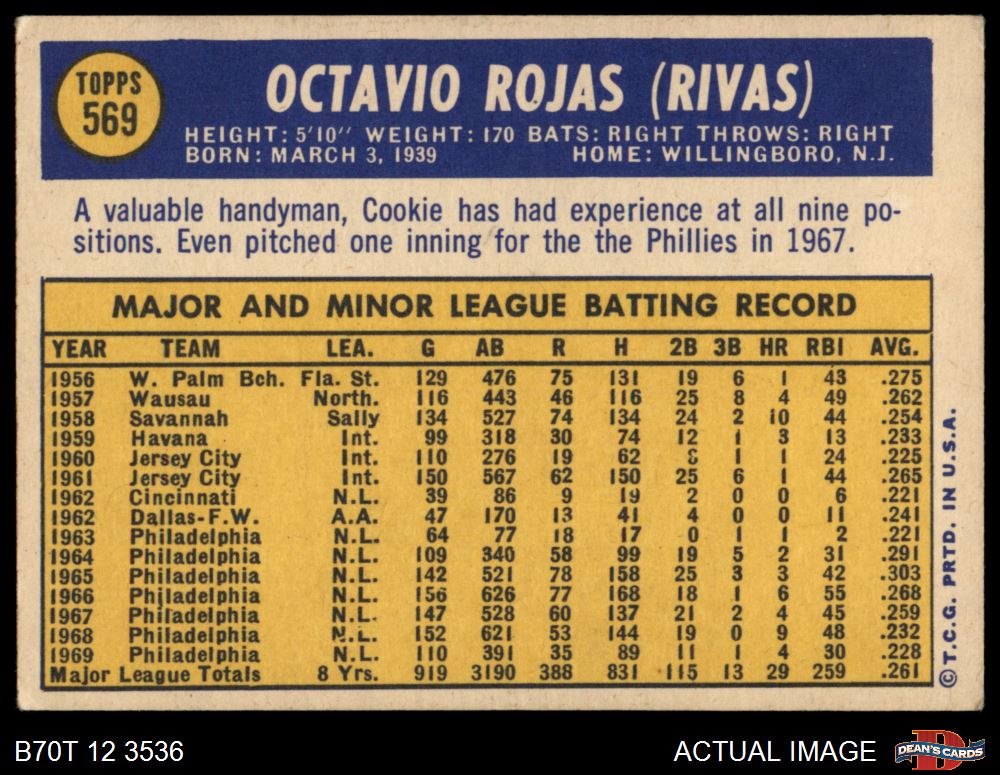 TOPPS
569
OCTAVIO ROJAS (RIVAS)
HEIGHT: 5'10" WEIGHT: 170 BATS: RIGHT THROWS: RIGHT
BORN: MARCH 3, 1939 HOME: WILLINGBORO, N.J.
A valuable handyman, Cookie has had experience at all nine po-
sitions. Even pitched one inning for the the Phillies in 1967.
MAJOR AND MINOR LEAGUE BATTING RECORD
YEAR TEAM LEA. G AB R H 2B 3B HR RBI AVG.
1956 W. Palm Bch. Fla. St. 129 476 75 131 19 6 1 43 .275
1957 Wausau North. 116 443 46 116 25 8 4 49 .262
1958 Savannah Sally 134 527 74 134 24 2 10 44 .254
1959 Havana Int. 99 318 30 74 12 1 3 13 .233
1960 Jersey City Int. 110 276 19 62 1 1 24 .225
1961 Jersey City Int. 150 567 62 150 25 6 1 44 .265
1962 Cincinnati N.L. 39 86 9 19 2 0 0 6 .221
1962 Dallas-F.W. A.A. 47 170 13 41 4 0 0 11 .241
1963 Philadelphia N.L. 64 77 18 17 0 1 1 2 .221
1964 Philadelphia N.L. 109 340 58 99 19 5 2 31 .291
1965 Philadelphia N.L. 142 521 78 158 25 3 3 42 .303
1966 Philadelphia N.L. 156 626 77 168 18 1 6 55 .268
1967 Philadelphia N.L. 147 528 60 137 21 2 4 45 .259
1968 Philadelphia N.L. 152 621 53 144 19 0 9 48 .232
1969 Philadelphia N.L. 110 391 35 89 11 1 4 30 .228
Major League Totals 8 Yrs. 919 3190 388 831 115 13 29 259 .261
© T.C.G. PRTD. IN U.S.A.
B70T 12 3536 ACTUAL IMAGE DEAN'S CARDS